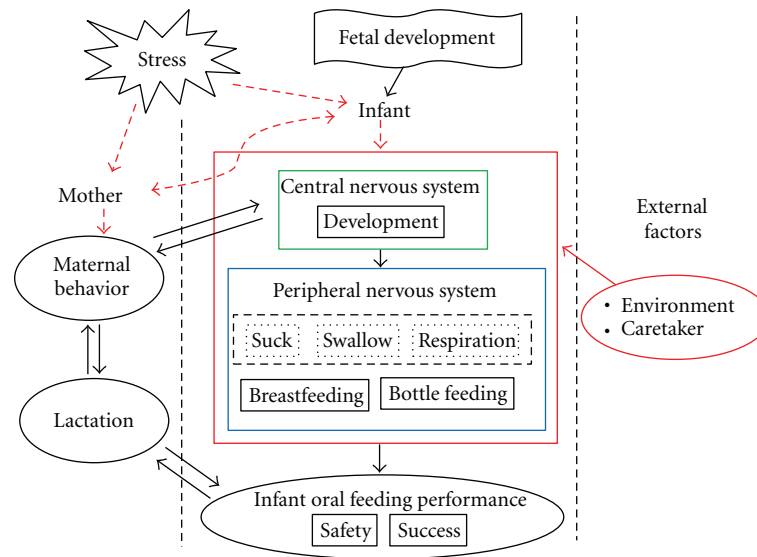 Stress
Fetal development
Infant
Mother
Central nervous system
Development
External
factors
Maternal
behavior
Peripheral nervous system
• Environment
• Caretaker
Suck
Swallow
Respiration
Breastfeeding
Bottle feeding
Lactation
Infant oral feeding performance
Safety
Success